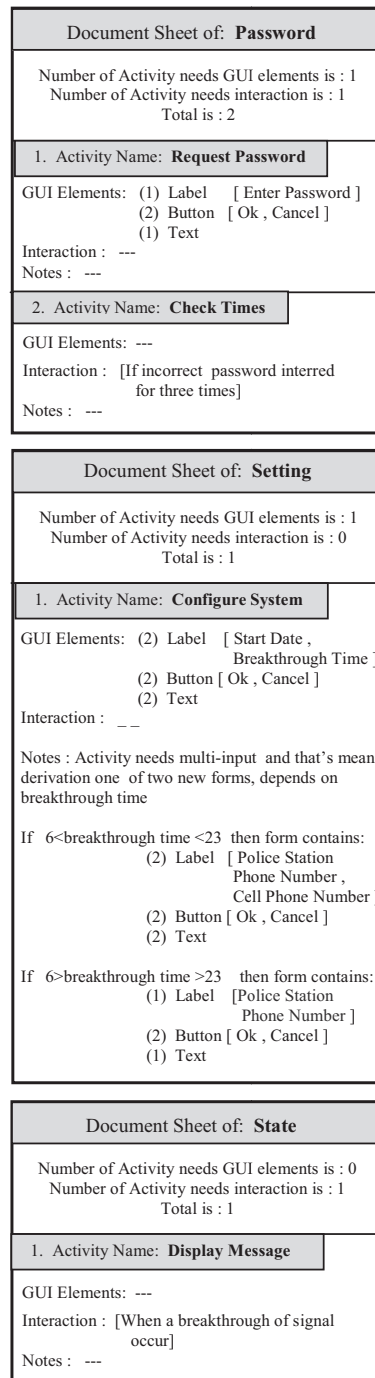 Document Sheet of: Password
Number of Activity needs GUI elements is : 1
Number of Activity needs interaction is : 1
Total is : 2
1. Activity Name: Request Password
GUI Elements: (1) Label [ Enter Password ]
(2) Button [ Ok , Cancel ]
(1) Text
Interaction : ---
Notes : ---
2. Activity Name: Check Times
GUI Elements: ---
Interaction : [If incorrect password interred
for three times]
Notes : ---
Document Sheet of: Setting
Number of Activity needs GUI elements is : 1
Number of Activity needs interaction is : 0
Total is : 1
1. Activity Name: Configure System
GUI Elements: (2) Label [ Start Date ,
Breakthrough Time ]
(2) Button [ Ok , Cancel ]
(2) Text
Interaction : _ _
Notes : Activity needs multi-input and that's mean
derivation one of two new forms, depends on
breakthrough time
If 6<breakthrough time <23 then form contains:
(2) Label [ Police Station
Phone Number ,
Cell Phone Number ]
(2) Button [ Ok , Cancel ]
(2) Text
If 6>breakthrough time >23 then form contains:
(1) Label [Police Station
Phone Number ]
(2) Button [ Ok , Cancel ]
(1) Text
Document Sheet of: State
Number of Activity needs GUI elements is : 0
Number of Activity needs interaction is : 1
Total is : 1
1. Activity Name: Display Message
GUI Elements: ---
Interaction : [When a breakthrough of signal
occur]
Notes : ---